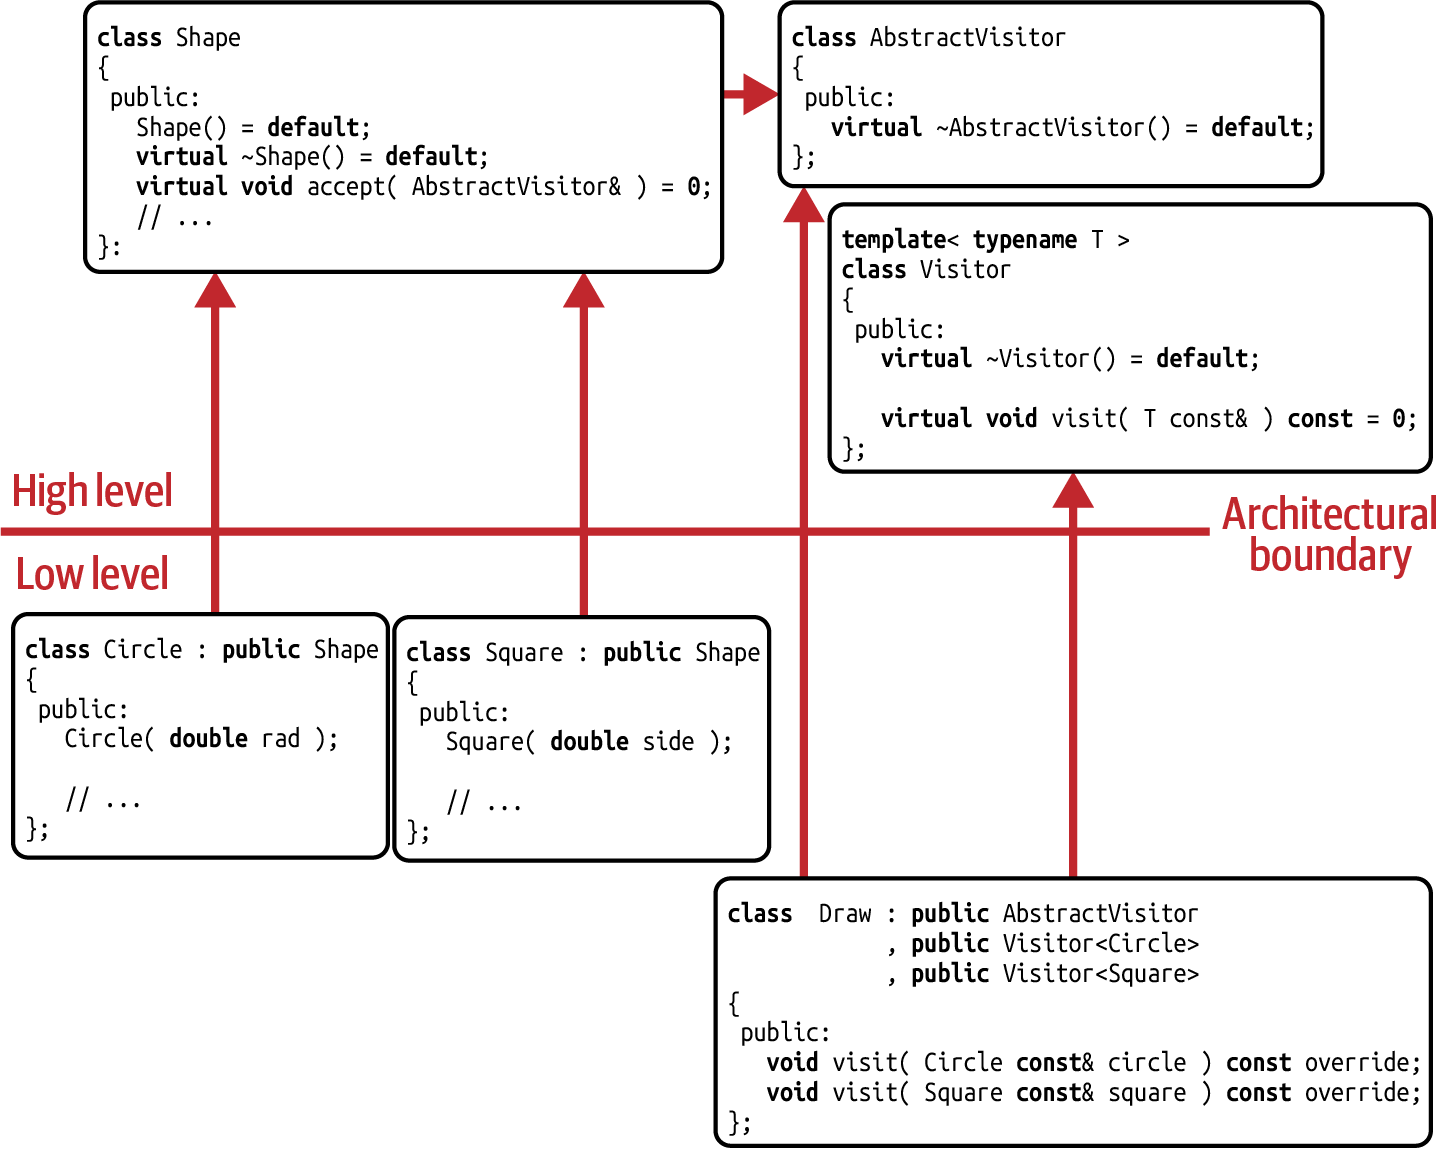 class Shape
{
 public:
   Shape() = default;
   virtual ~Shape() = default;
   virtual void accept( AbstractVisitor& ) = 0;
   // ...
}:
class AbstractVisitor
{
 public:
   virtual ~AbstractVisitor() = default;
};
template< typename T >
class Visitor
{
 public:
   virtual ~Visitor() = default;
   virtual void visit( T const& ) const = 0;
};
High level
Architectural
boundary
Low level
class Circle : public Shape
{
 public:
   Circle( double rad );
   // ...
};
class Square : public Shape
{
 public:
   Square( double side );
   // ...
};
class  Draw : public AbstractVisitor
            , public Visitor<Circle>
            , public Visitor<Square>
{
 public:
   void visit( Circle const& circle ) const override;
   void visit( Square const& square ) const override;
};